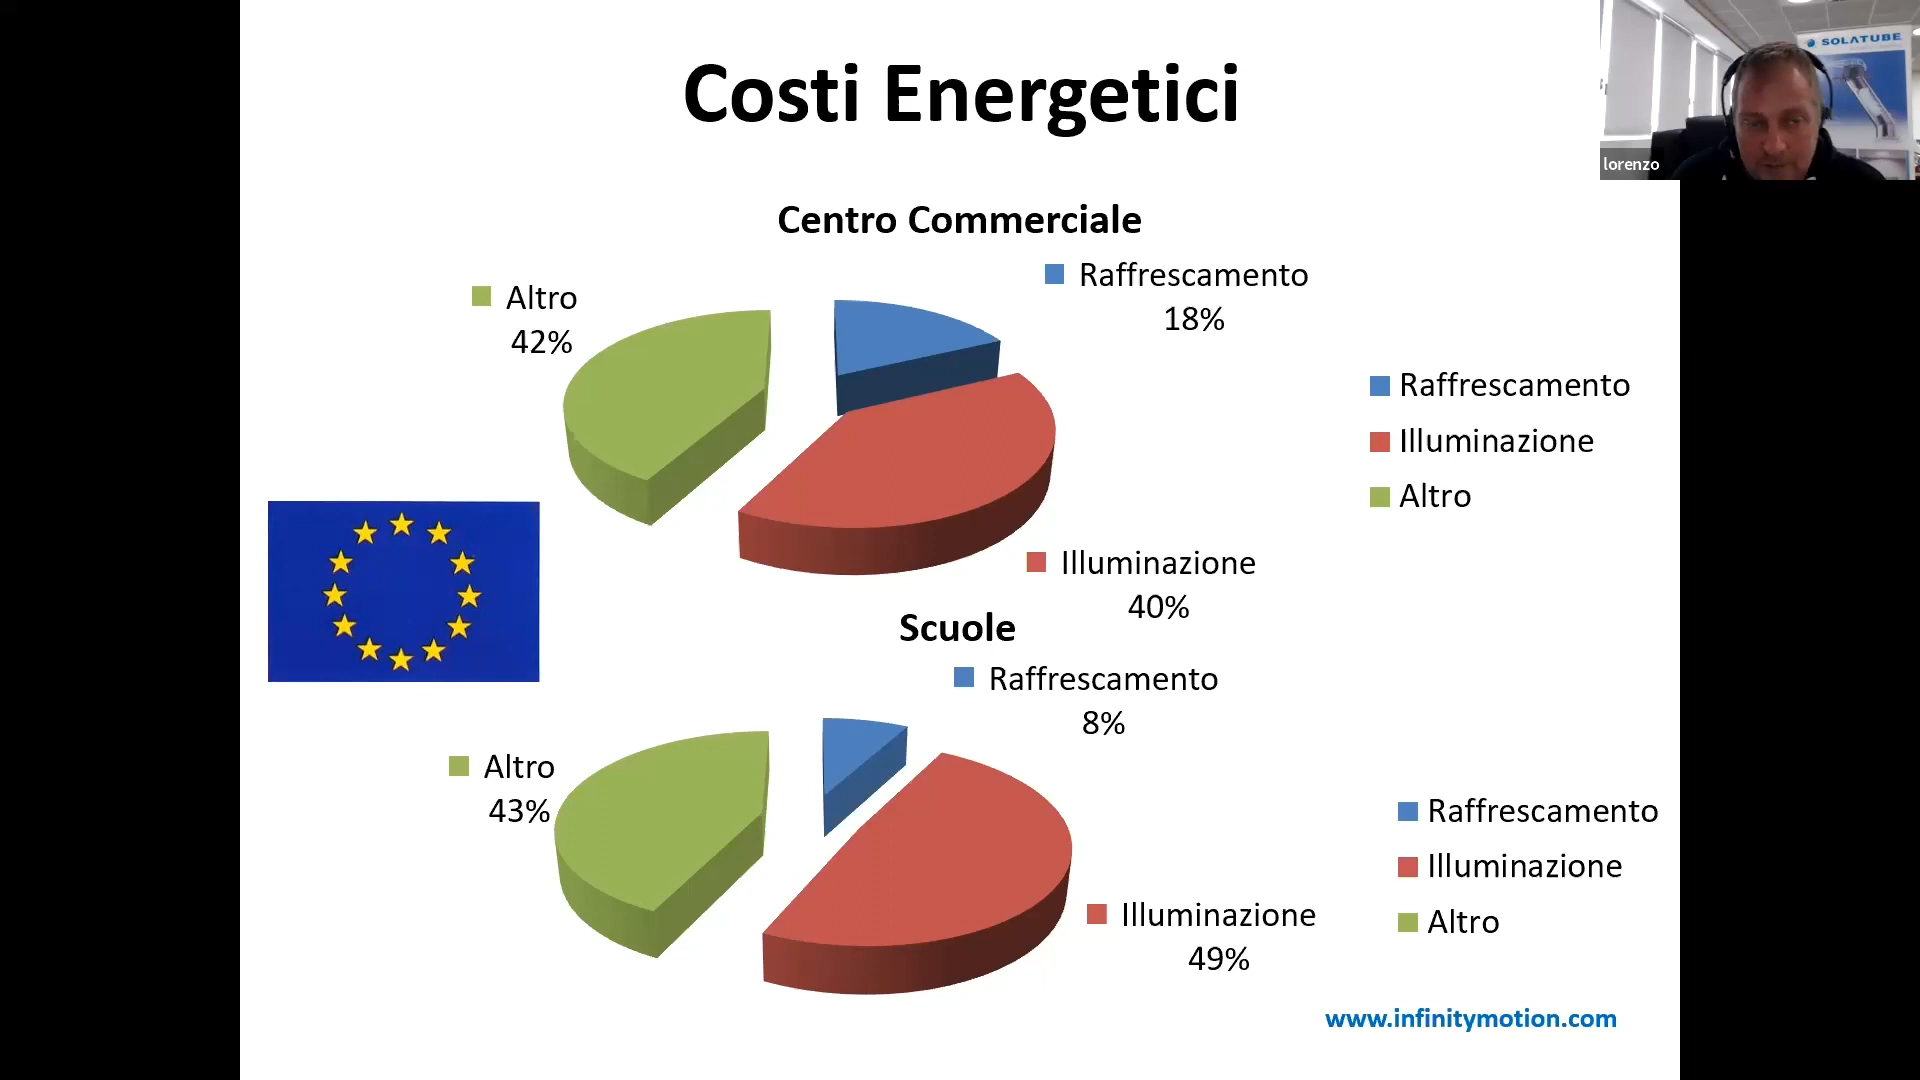 Costi Energetici
SOLATUBE
lorenzo
Centro Commerciale
Altro
42%
Raffrescamento
18%
Illuminazione
40%
Raffrescamento
Illuminazione
Altro
Scuole
Raffrescamento
8%
Altro
43%
Illuminazione
49%
Raffrescamento
Illuminazione
Altro
www.infinitymotion.com